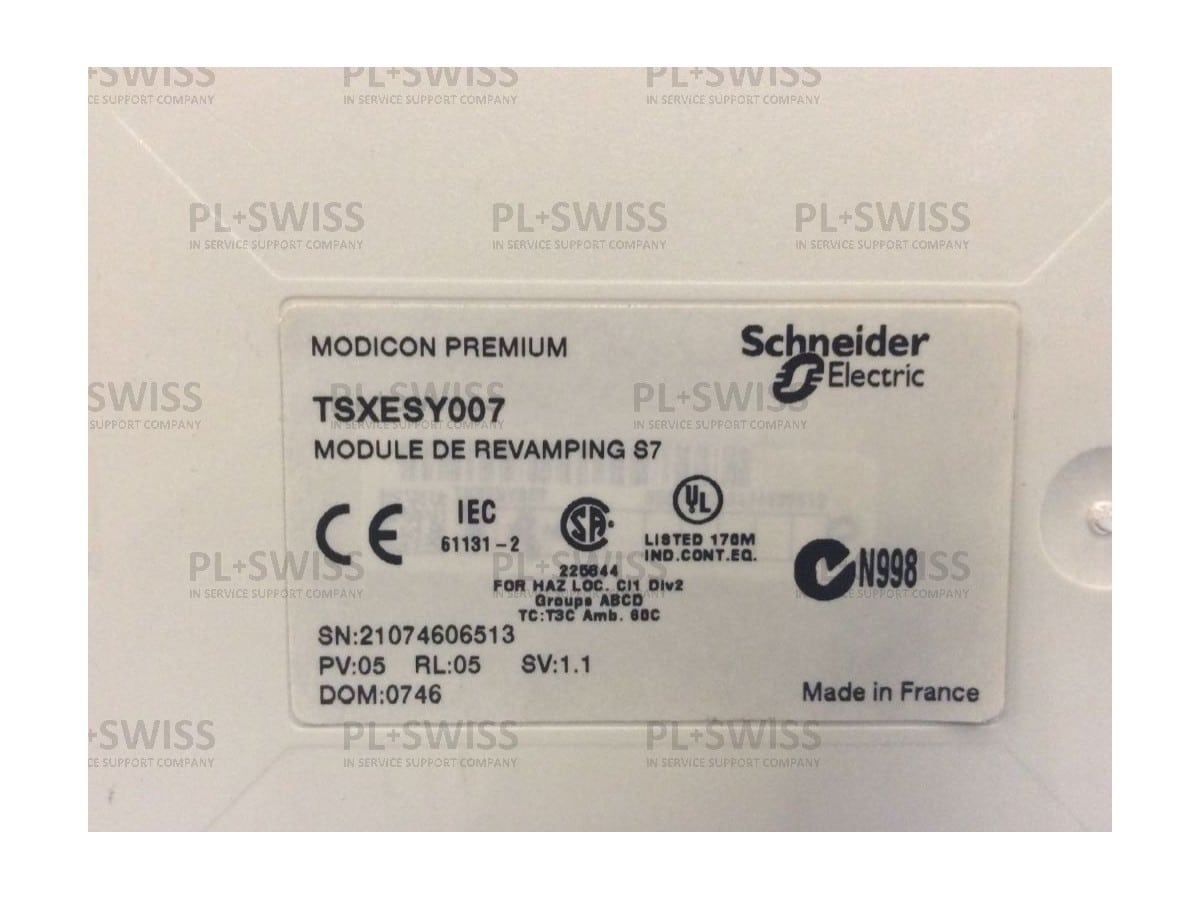 MODICON PREMIUM
Schneider
Electric
TSXESY007
MODULE DE REVAMPING S7
CE
IEC
61131-2
SA
UL
LISTED 176M
IND.CONT.EQ.
N998
225844
FOR HAZ LOC. Cl1 Div2
Groups ABCD
TC:T3C Amb. 60C
SN:21074606513
PV:05 RL:05 SV:1.1
DOM:0746
Made in France
PL+SWISS
IN SERVICE SUPPORT COMPANY